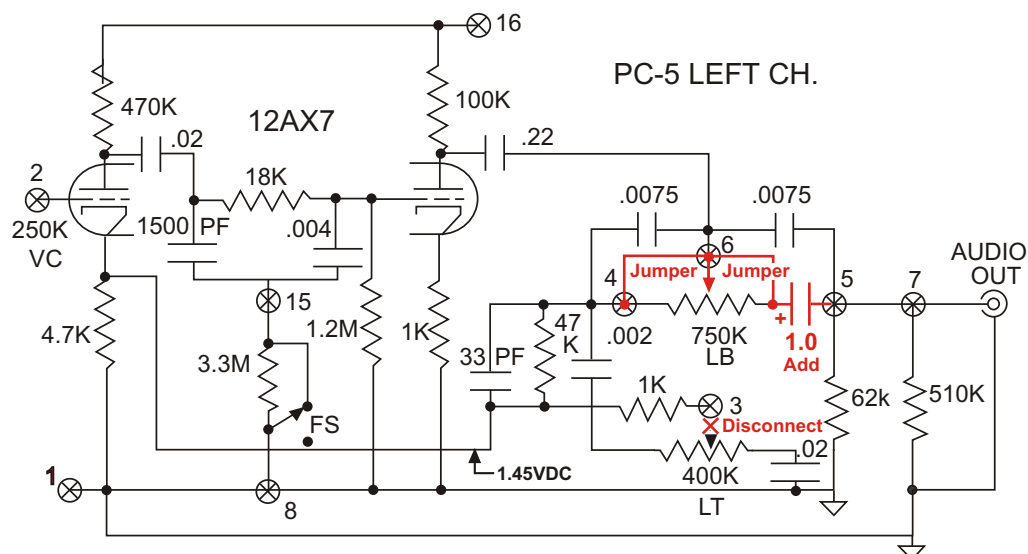 16
PC-5 LEFT CH.
470K
100K
12AX7
.02
.22
2
18K
250K
VC
1500 PF
.004
.0075
.0075
6
AUDIO
OUT
4
Jumper
Jumper
5
7
15
4.7K
1.2M
1K
47
K
.002
750K
LB
+
1.0
Add
33 PF
3.3M
1K
3
62k
510K
FS
Disconnect
.02
400K
LT
1.45VDC
1
8